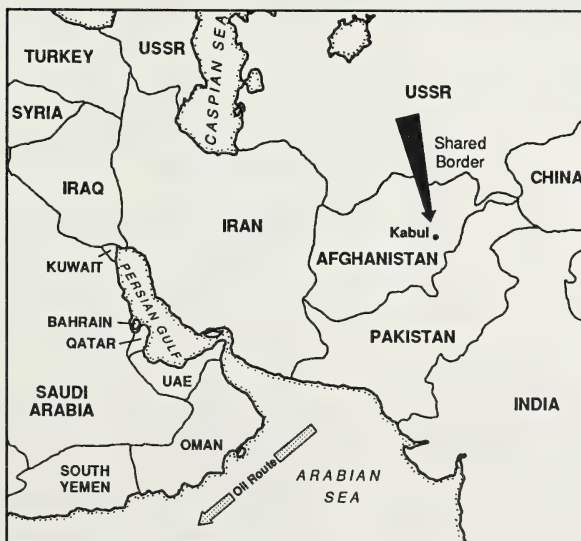 TURKEY
USSR
CASPIAN SEA
USSR
SYRIA
Shared
Border
CHINA
IRAQ
IRAN
Kabul
AFGHANISTAN
KUWAIT
PERSIAN GULF
PAKISTAN
BAHRAIN
QATAR
UAE
SAUDI
ARABIA
INDIA
OMAN
SOUTH
YEMEN
Oil Route
ARABIAN
SEA